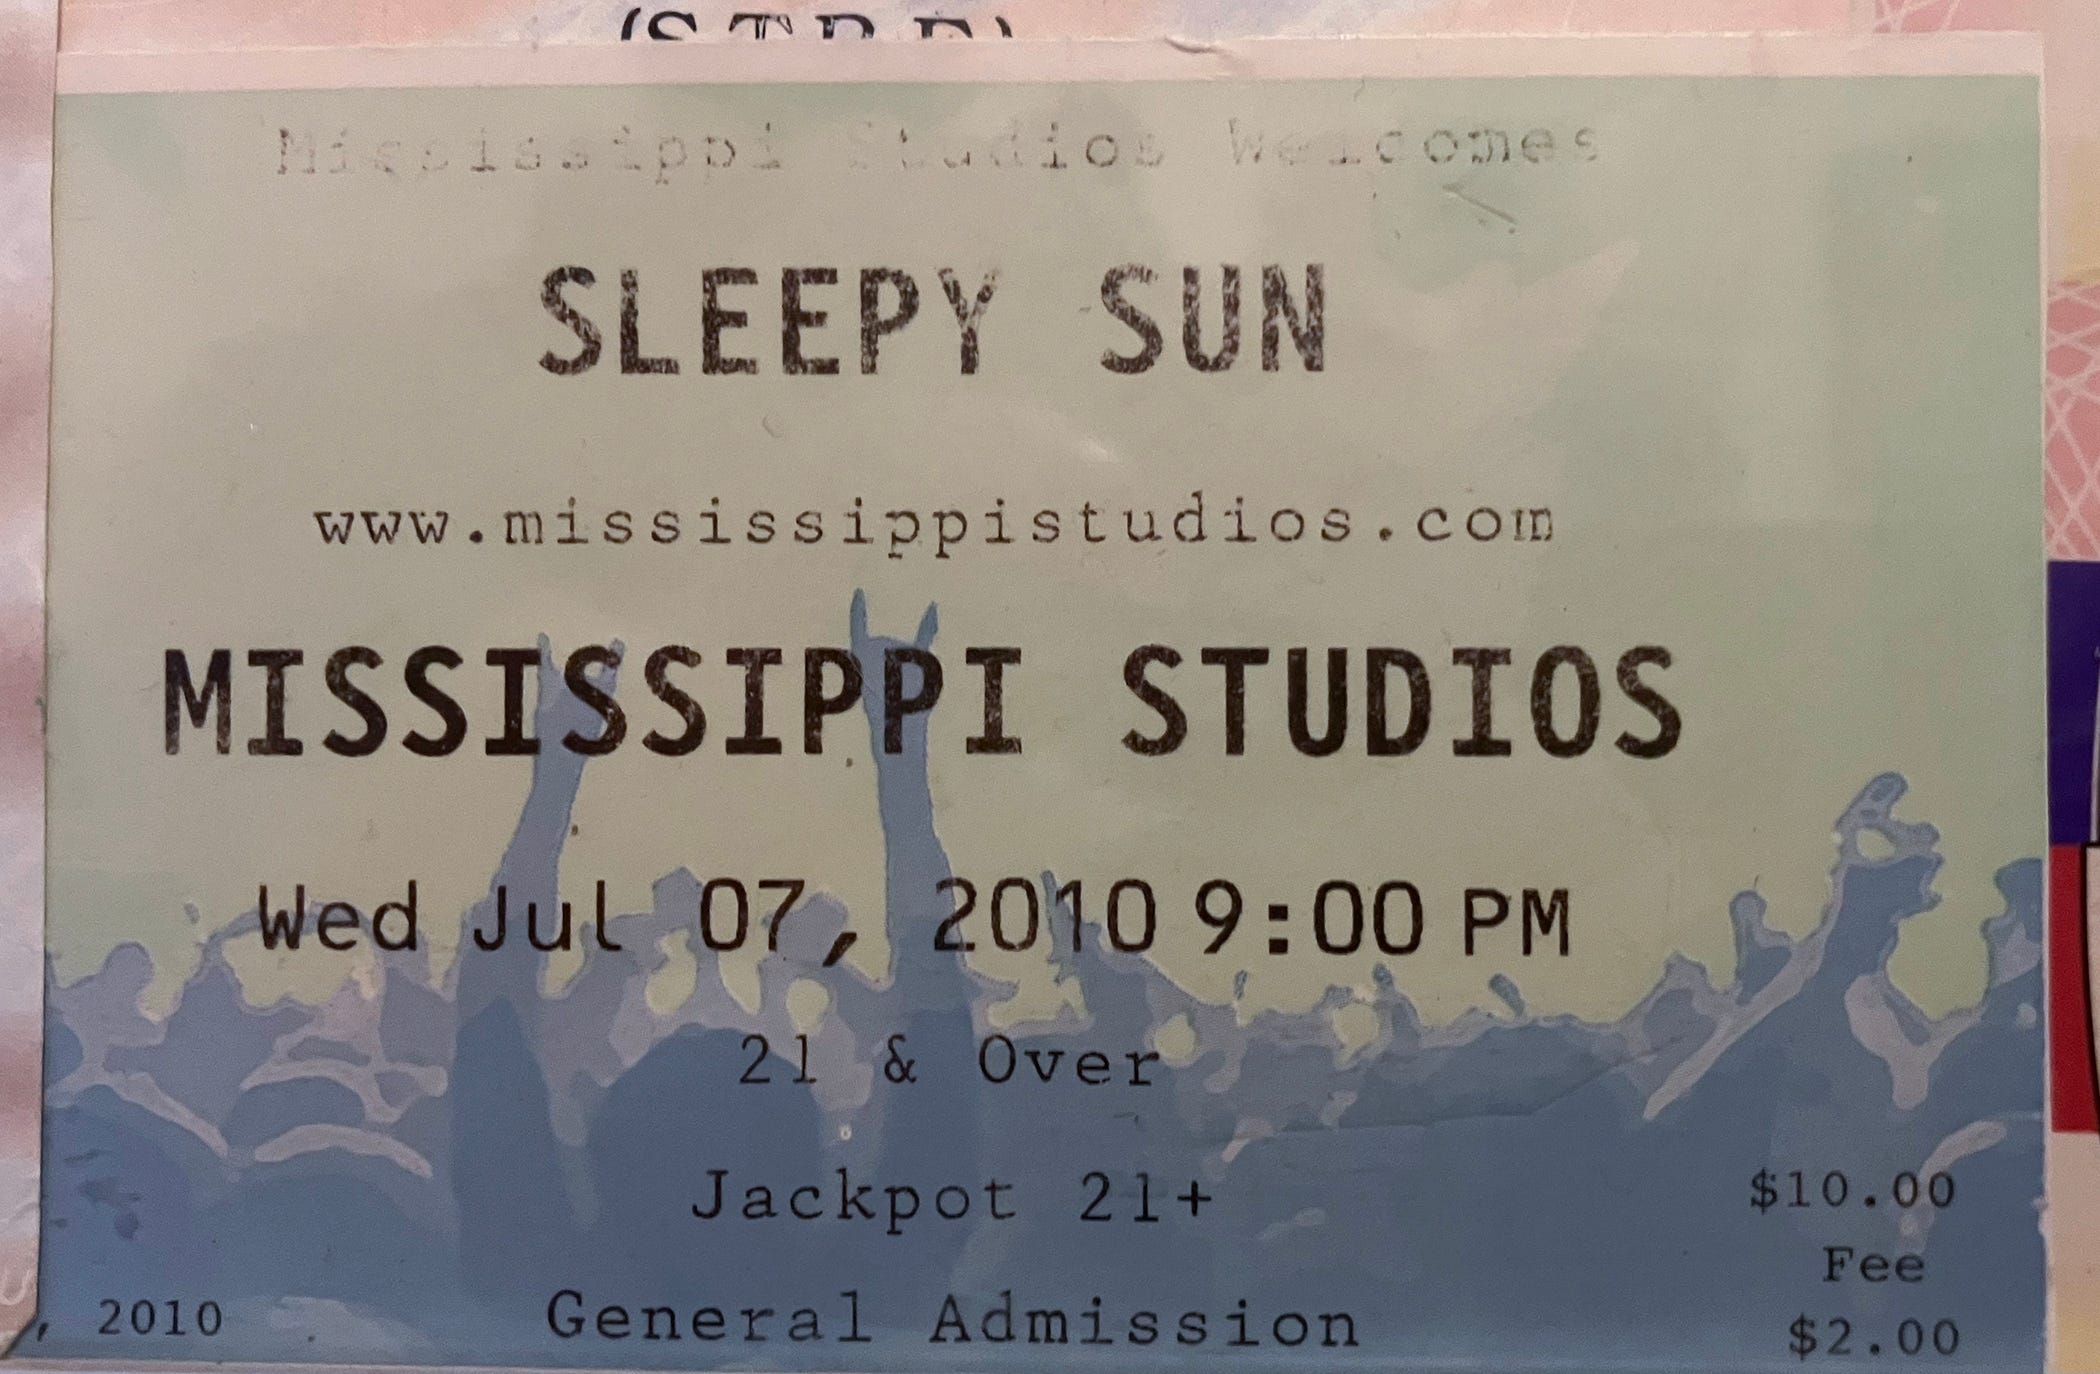 Mississippi Studios Welcomes
SLEEPY SUN
www.mississippistudios.com
MISSISSIPPI STUDIOS
Wed Jul 07, 2010 9:00 PM
21 & Over
Jackpot 21+
$10.00
Fee
, 2010
General Admission
$2.00